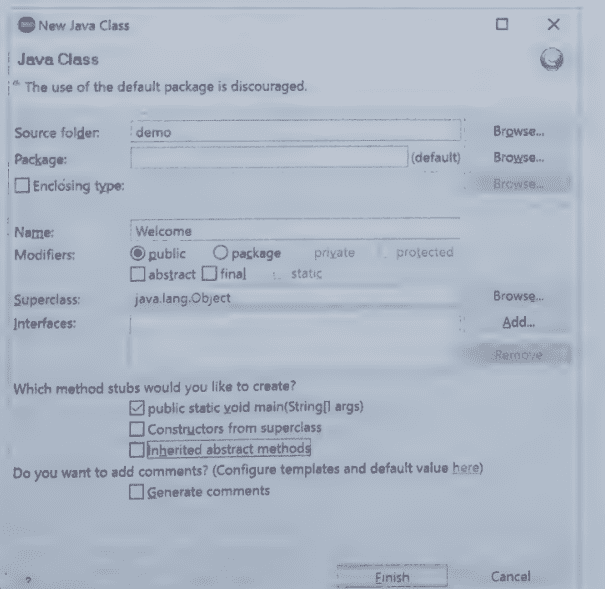 New Java Class
Java Class
The use of the default package is discouraged.
Source folder: demo Browse...
Package: (default) Browse...
Enclosing type: Browse...
Name: Welcome
Modifiers: public package private protected
abstract final static
Superclass: java.lang.Object Browse...
Interfaces: Add...
Remove
Which method stubs would you like to create?
public static void main(String[] args)
Constructors from superclass
Inherited abstract methods
Do you want to add comments? (Configure templates and default value here)
Generate comments
?
Finish Cancel